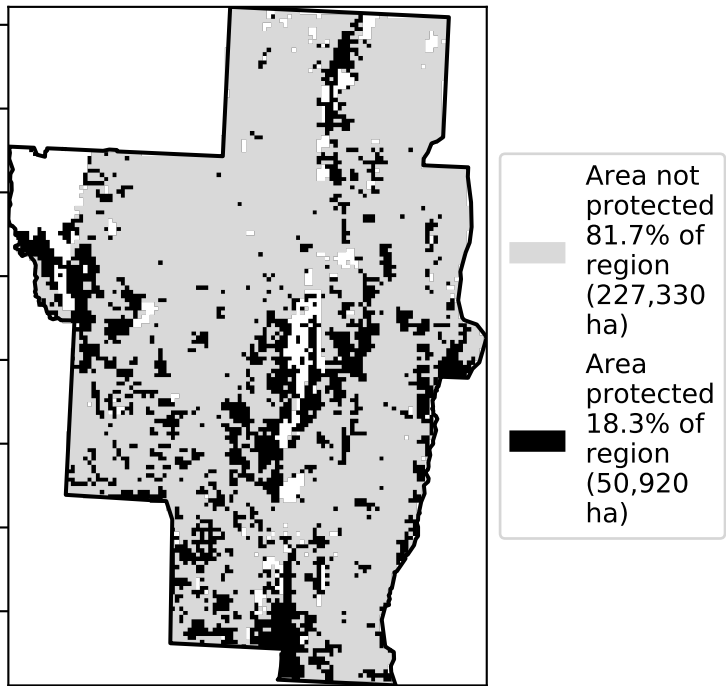 Area not
protected
81.7% of
region
(227,330
ha)
Area
protected
18.3% of
region
(50,920
ha)